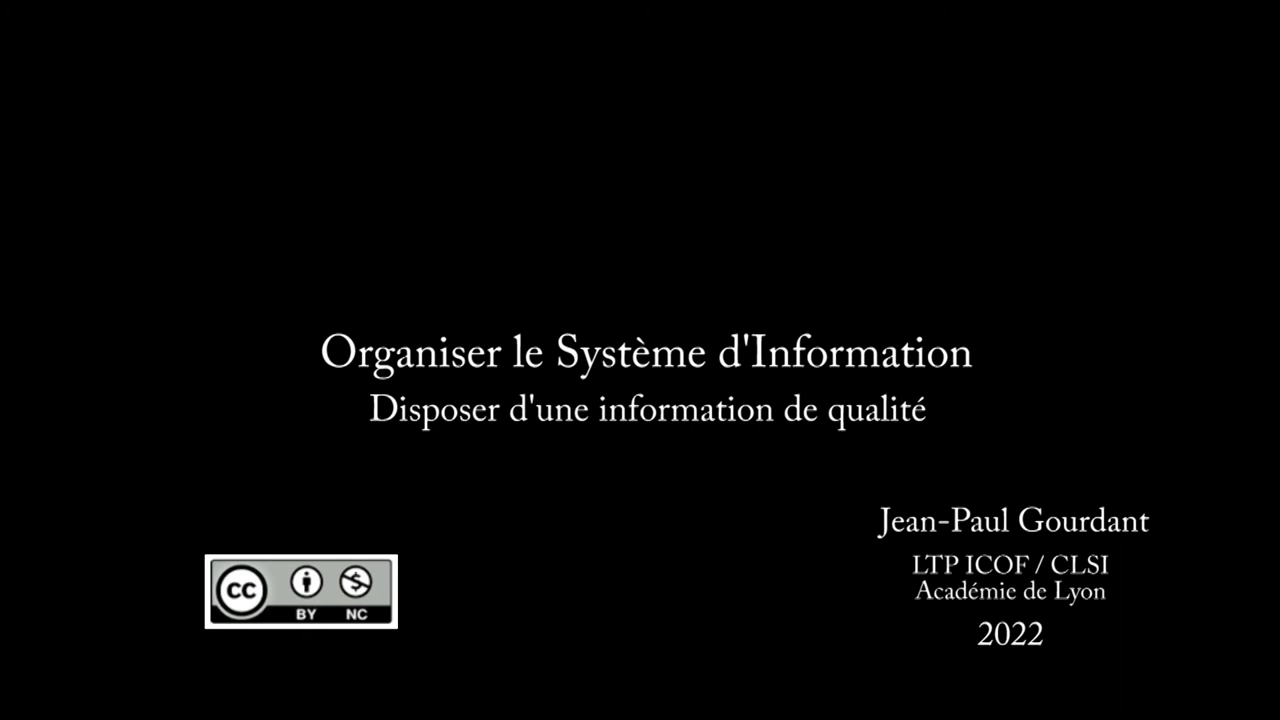 Organiser le Système d'Information
Disposer d'une information de qualité
Jean-Paul Gourdant
LTP ICOF / CLSI
Académie de Lyon
2022
CC
BY NC